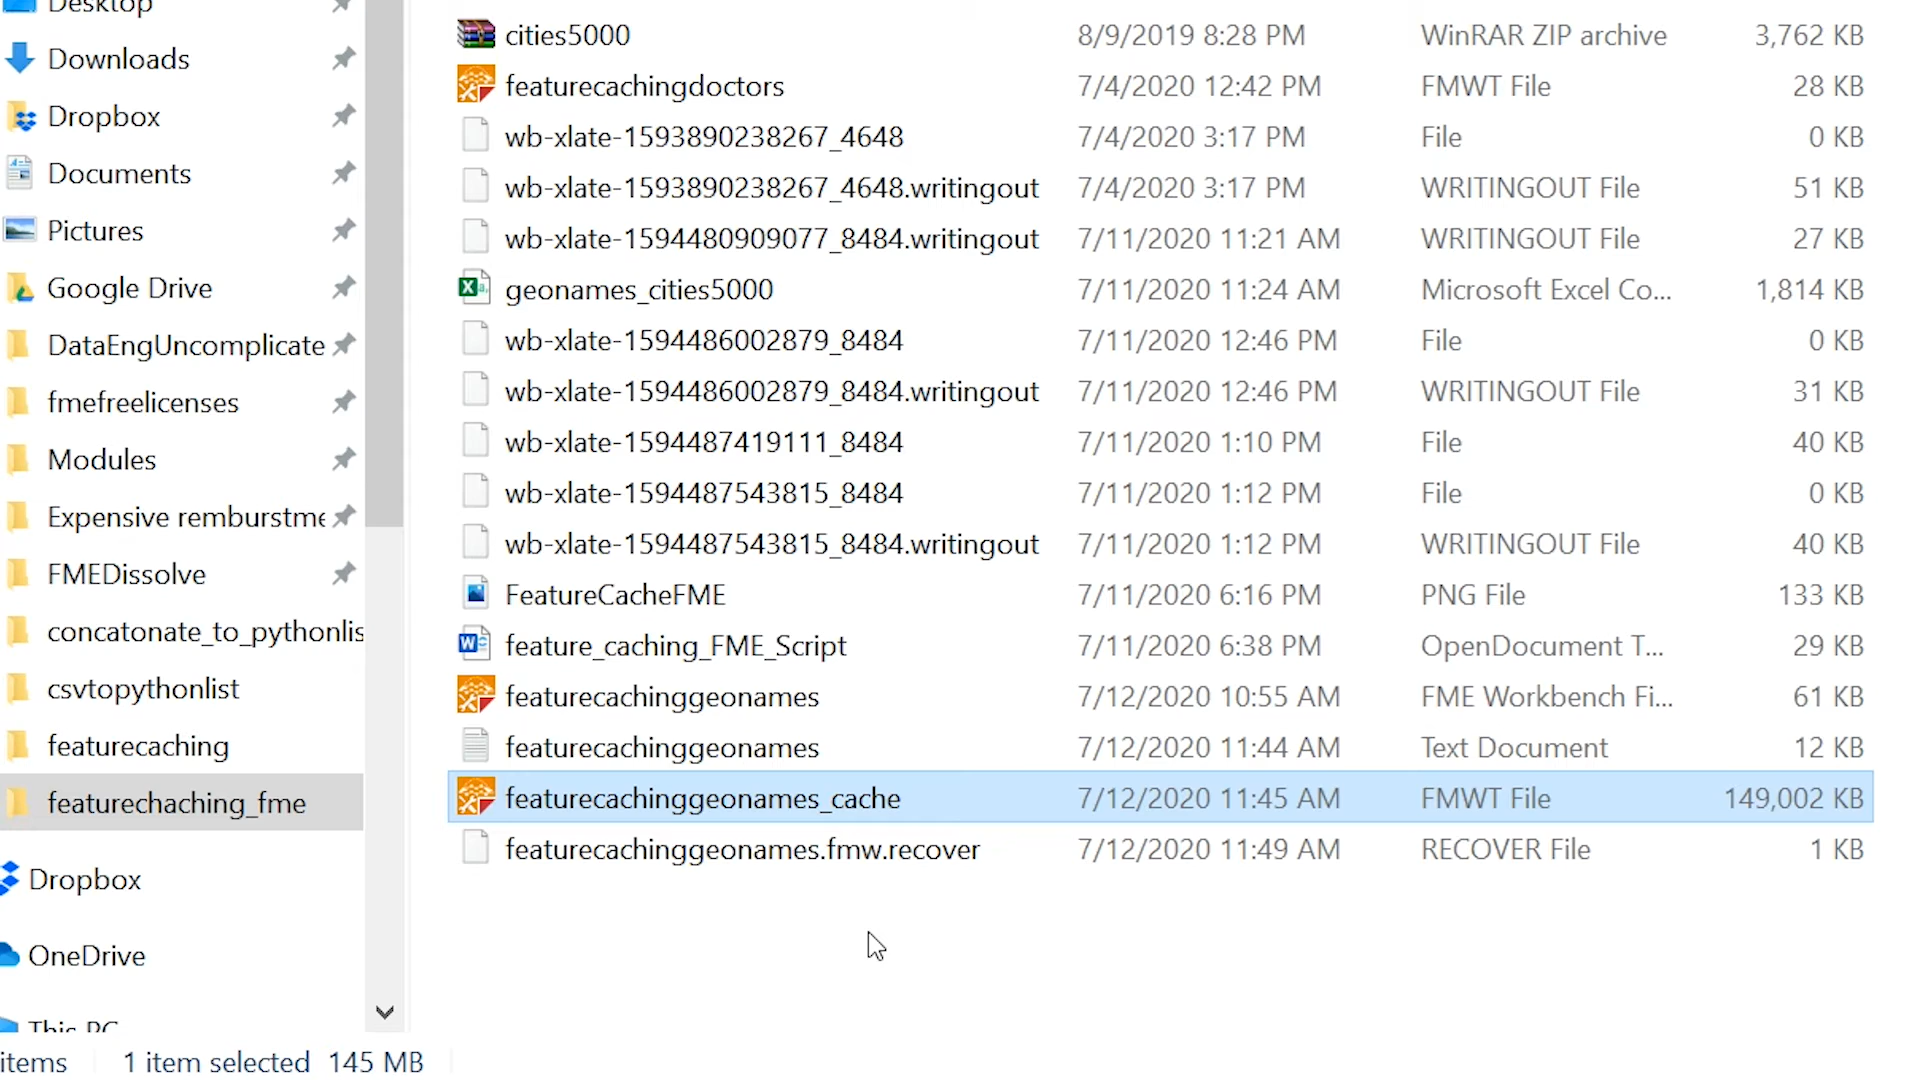 Desktop
Downloads
Dropbox
Documents
Pictures
Google Drive
DataEngUncomplicate
fmefreelicenses
Modules
Expensive remburstme
FMEDissolve
concatonate_to_pythonlis
csvtopythonlist
featurecaching
featurechaching_fme
Dropbox
OneDrive
This PC
cities5000 8/9/2019 8:28 PM WinRAR ZIP archive 3,762 KB
featurecachingdoctors 7/4/2020 12:42 PM FMWT File 28 KB
wb-xlate-1593890238267_4648 7/4/2020 3:17 PM File 0 KB
wb-xlate-1593890238267_4648.writingout 7/4/2020 3:17 PM WRITINGOUT File 51 KB
wb-xlate-1594480909077_8484.writingout 7/11/2020 11:21 AM WRITINGOUT File 27 KB
geonames_cities5000 7/11/2020 11:24 AM Microsoft Excel Co... 1,814 KB
wb-xlate-1594486002879_8484 7/11/2020 12:46 PM File 0 KB
wb-xlate-1594486002879_8484.writingout 7/11/2020 12:46 PM WRITINGOUT File 31 KB
wb-xlate-1594487419111_8484 7/11/2020 1:10 PM File 40 KB
wb-xlate-1594487543815_8484 7/11/2020 1:12 PM File 0 KB
wb-xlate-1594487543815_8484.writingout 7/11/2020 1:12 PM WRITINGOUT File 40 KB
FeatureCacheFME 7/11/2020 6:16 PM PNG File 133 KB
feature_caching_FME_Script 7/11/2020 6:38 PM OpenDocument T... 29 KB
featurecachinggeonames 7/12/2020 10:55 AM FME Workbench Fi... 61 KB
featurecachinggeonames 7/12/2020 11:44 AM Text Document 12 KB
featurecachinggeonames_cache 7/12/2020 11:45 AM FMWT File 149,002 KB
featurecachinggeonames.fmw.recover 7/12/2020 11:49 AM RECOVER File 1 KB
items 1 item selected 145 MB